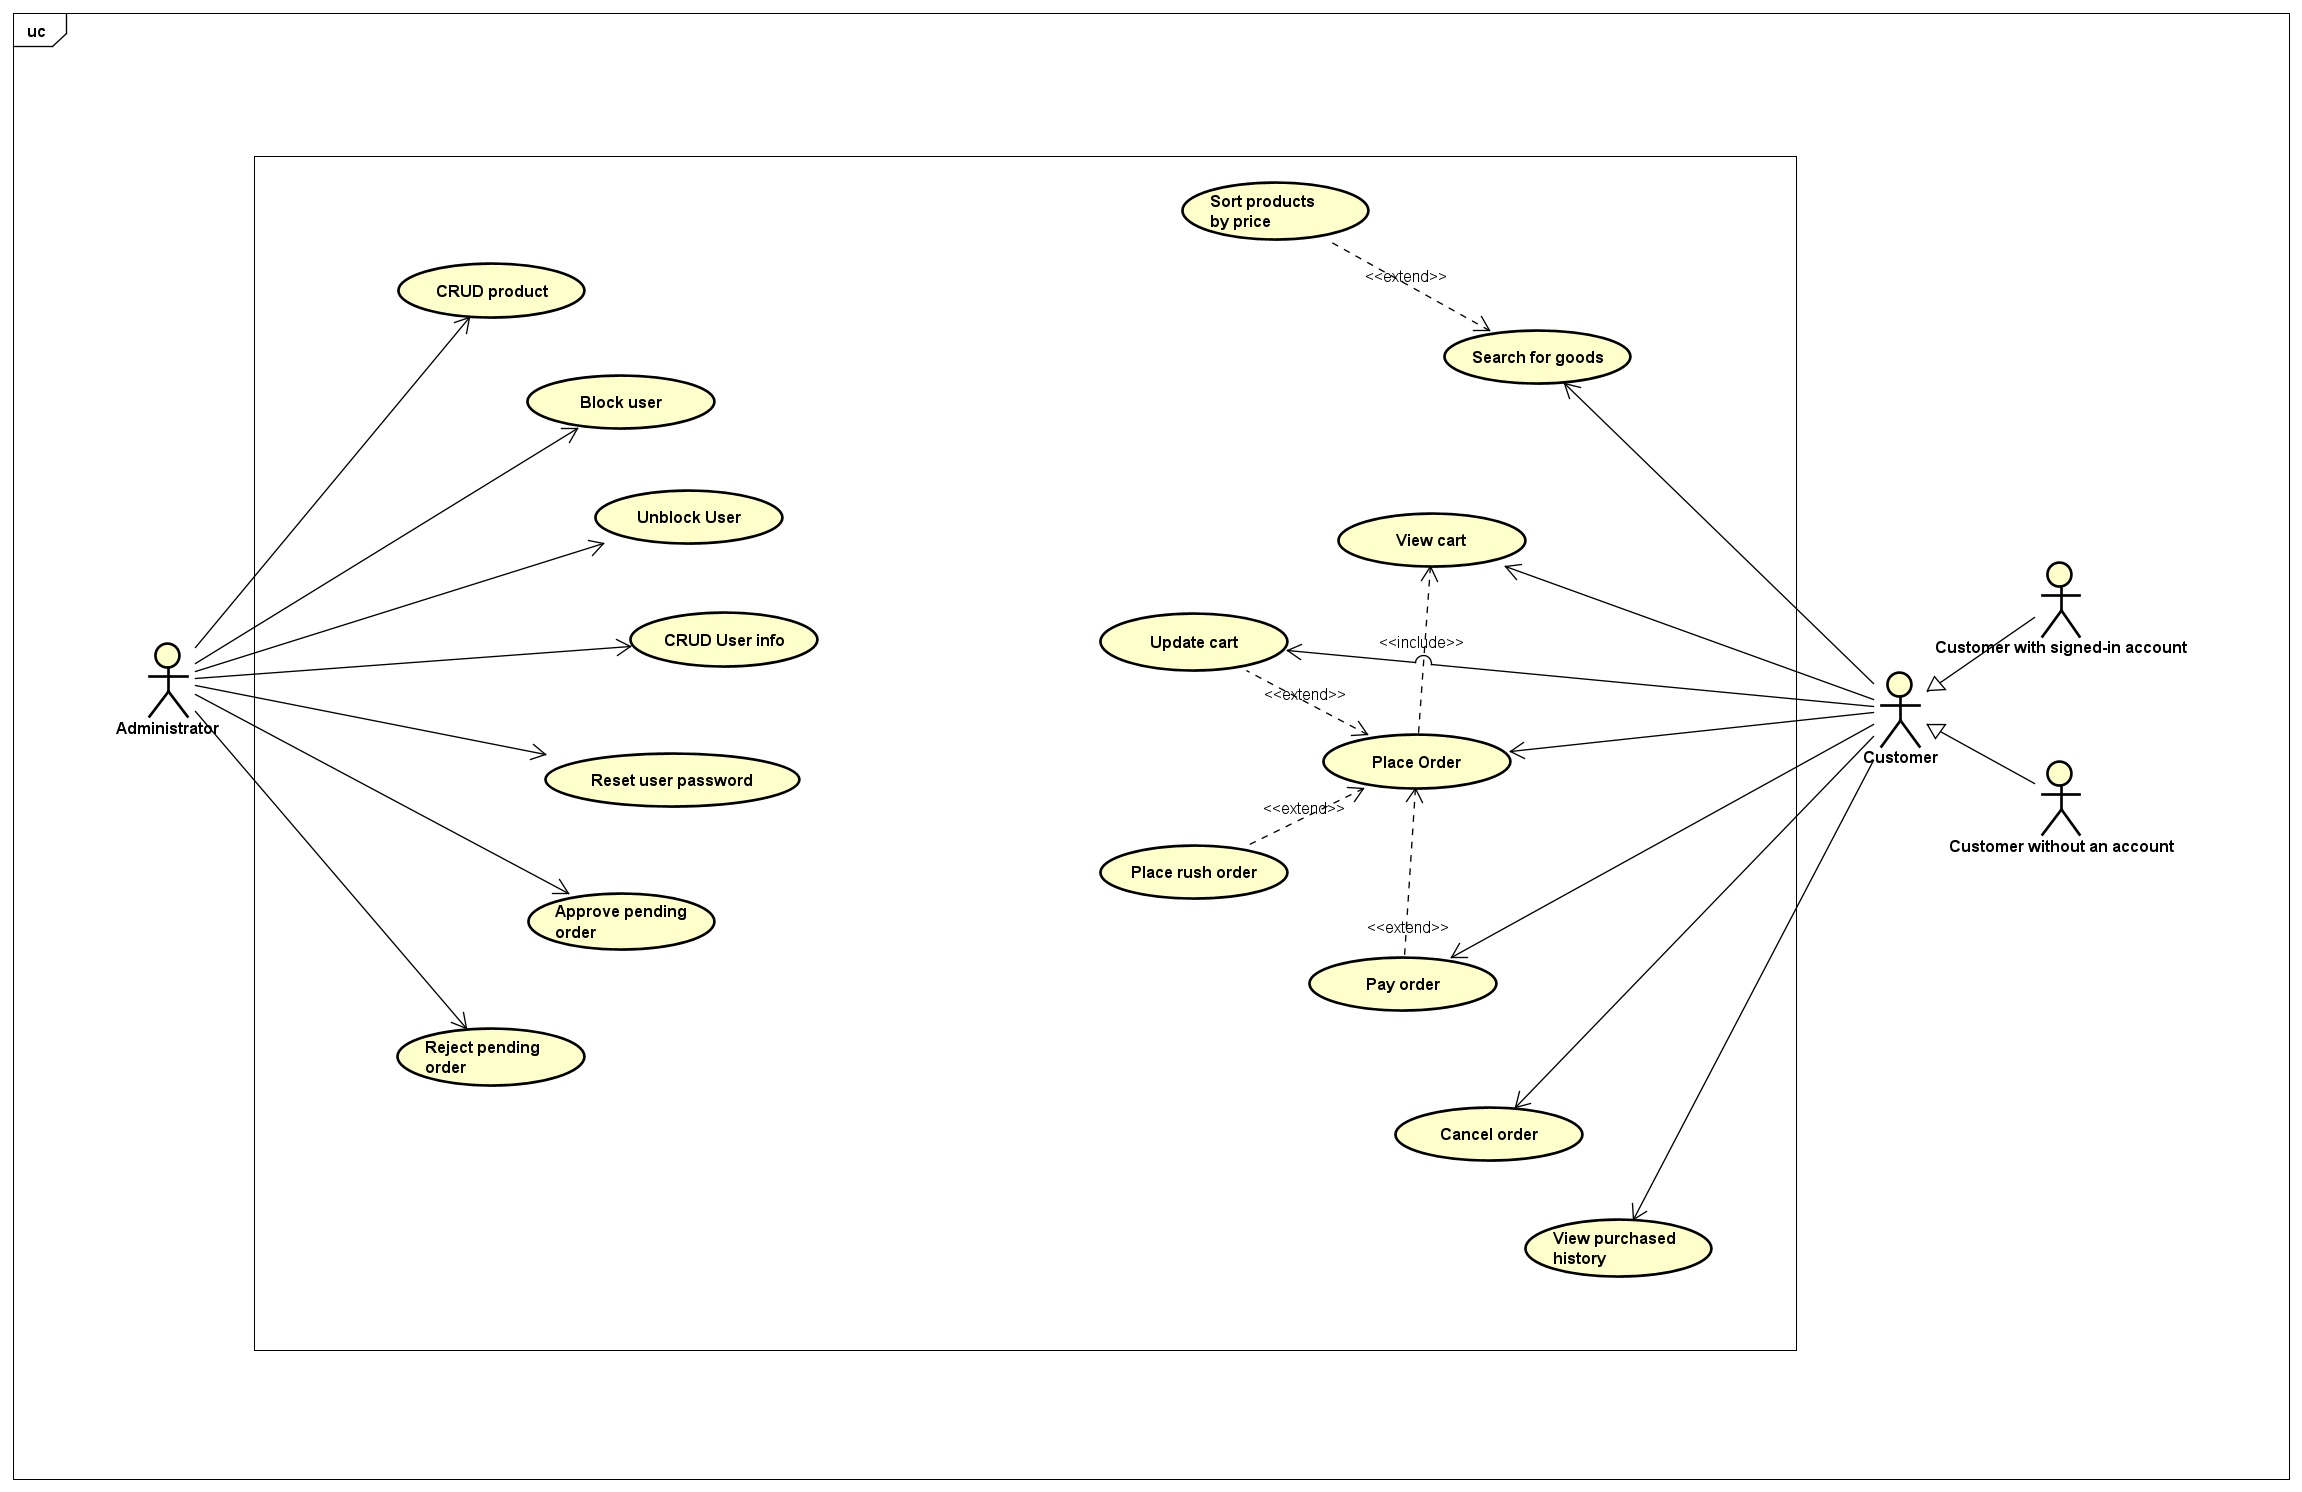 uc
Sort products
by price
<<extend>>
CRUD product
Search for goods
Block user
Unblock User
View cart
CRUD User info
Update cart
<<include>>
Customer with signed-in account
<<extend>>
Administrator
Place Order
Customer
Reset user password
<<extend>>
Customer without an account
Place rush order
Approve pending
order
<<extend>>
Pay order
Reject pending
order
Cancel order
View purchased
history